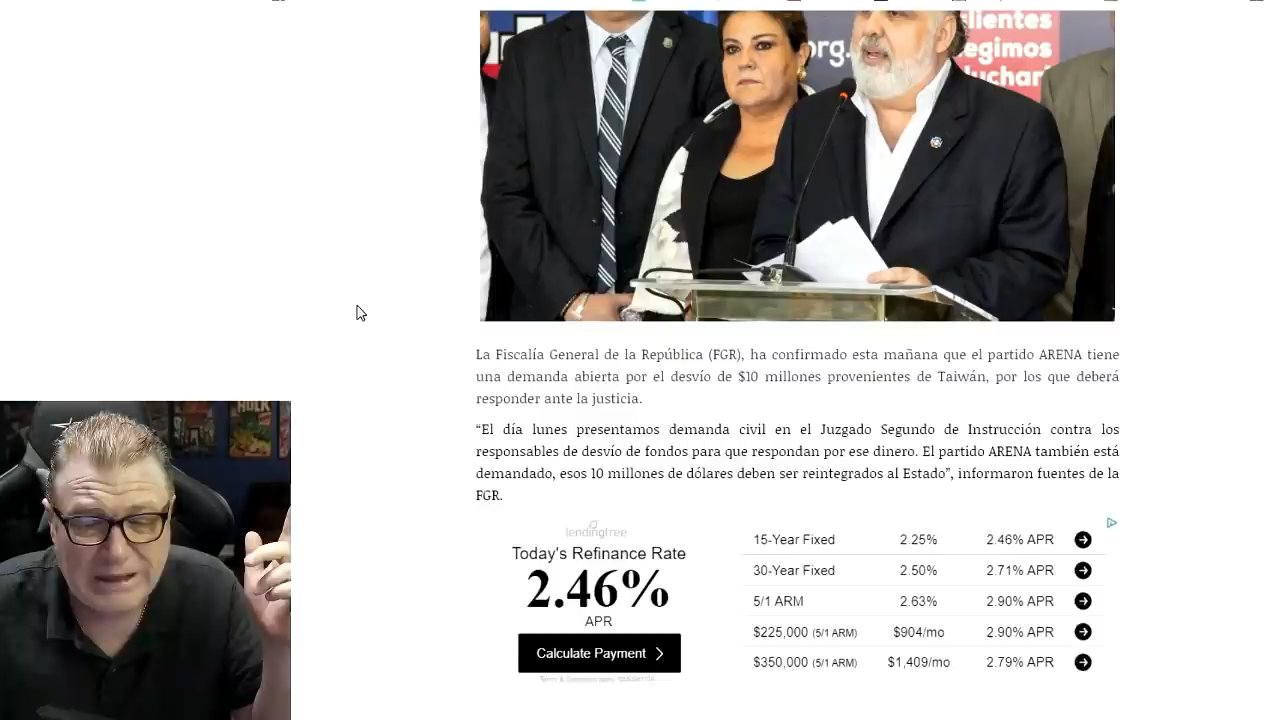 lientes
org.
egimos
luchar
HULK
La Fiscalía General de la República (FGR), ha confirmado esta mañana que el partido ARENA tiene
una demanda abierta por el desvío de $10 millones provenientes de Taiwán, por los que deberá
responder ante la justicia.
“El día lunes presentamos demanda civil en el Juzgado Segundo de Instrucción contra los
responsables de desvío de fondos para que respondan por ese dinero. El partido ARENA también está
demandado, esos 10 millones de dólares deben ser reintegrados al Estado”, informaron fuentes de la
FGR.
lendingtree
Today's Refinance Rate
2.46%
APR
Calculate Payment
15-Year Fixed 2.25% 2.46% APR
30-Year Fixed 2.50% 2.71% APR
5/1 ARM 2.63% 2.90% APR
$225,000 (5/1 ARM) $904/mo 2.90% APR
$350,000 (5/1 ARM) $1,409/mo 2.79% APR